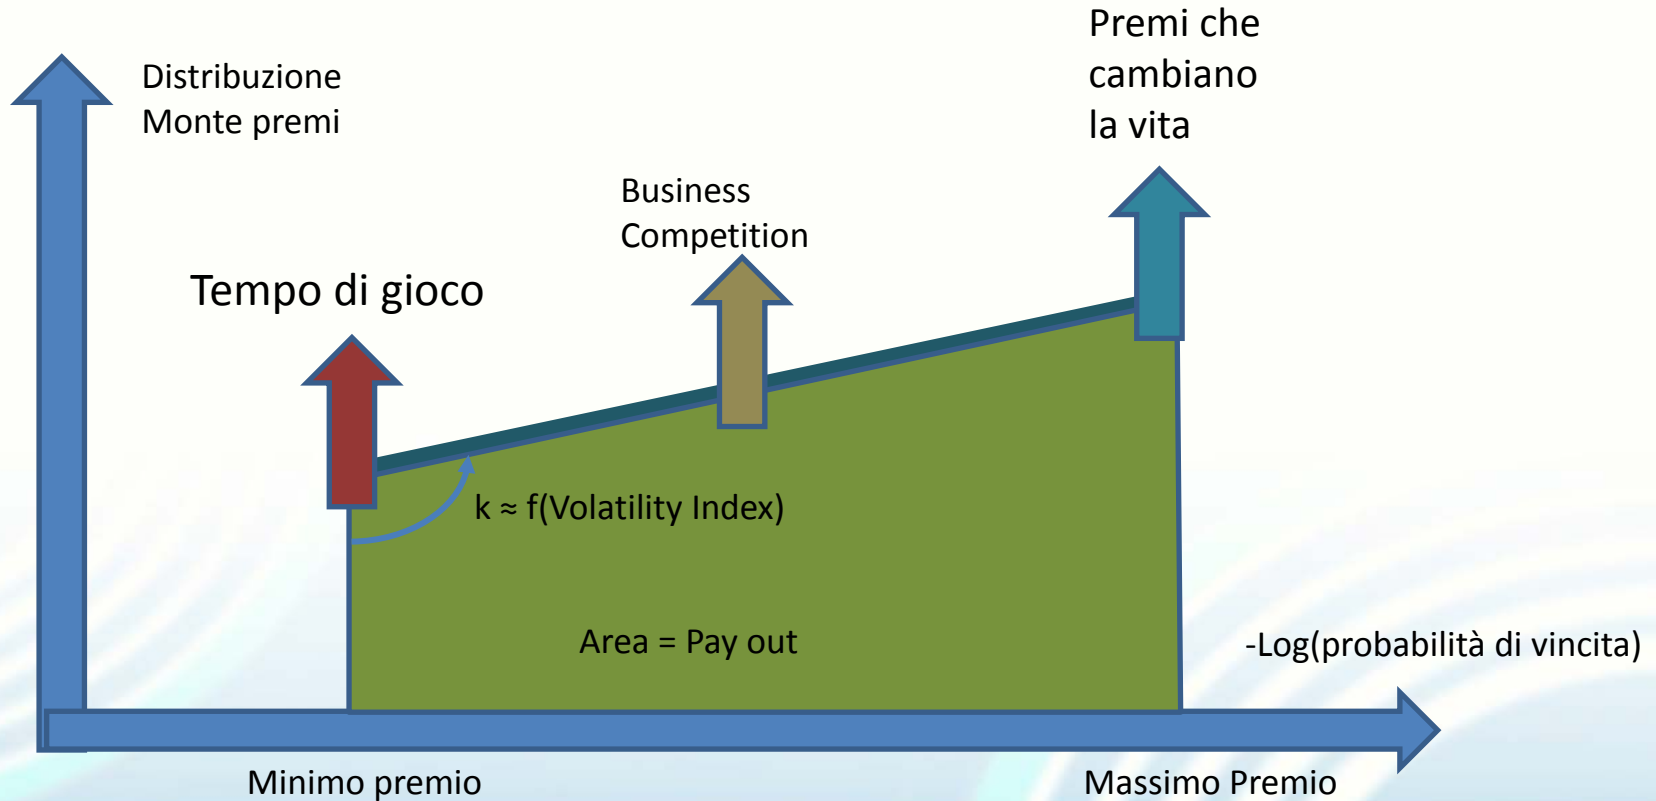 Premi che
cambiano
la vita
Distribuzione
Monte premi
Business
Competition
Tempo di gioco
k ≈ f(Volatility Index)
Area = Pay out
-Log(probabilità di vincita)
Minimo premio
Massimo Premio